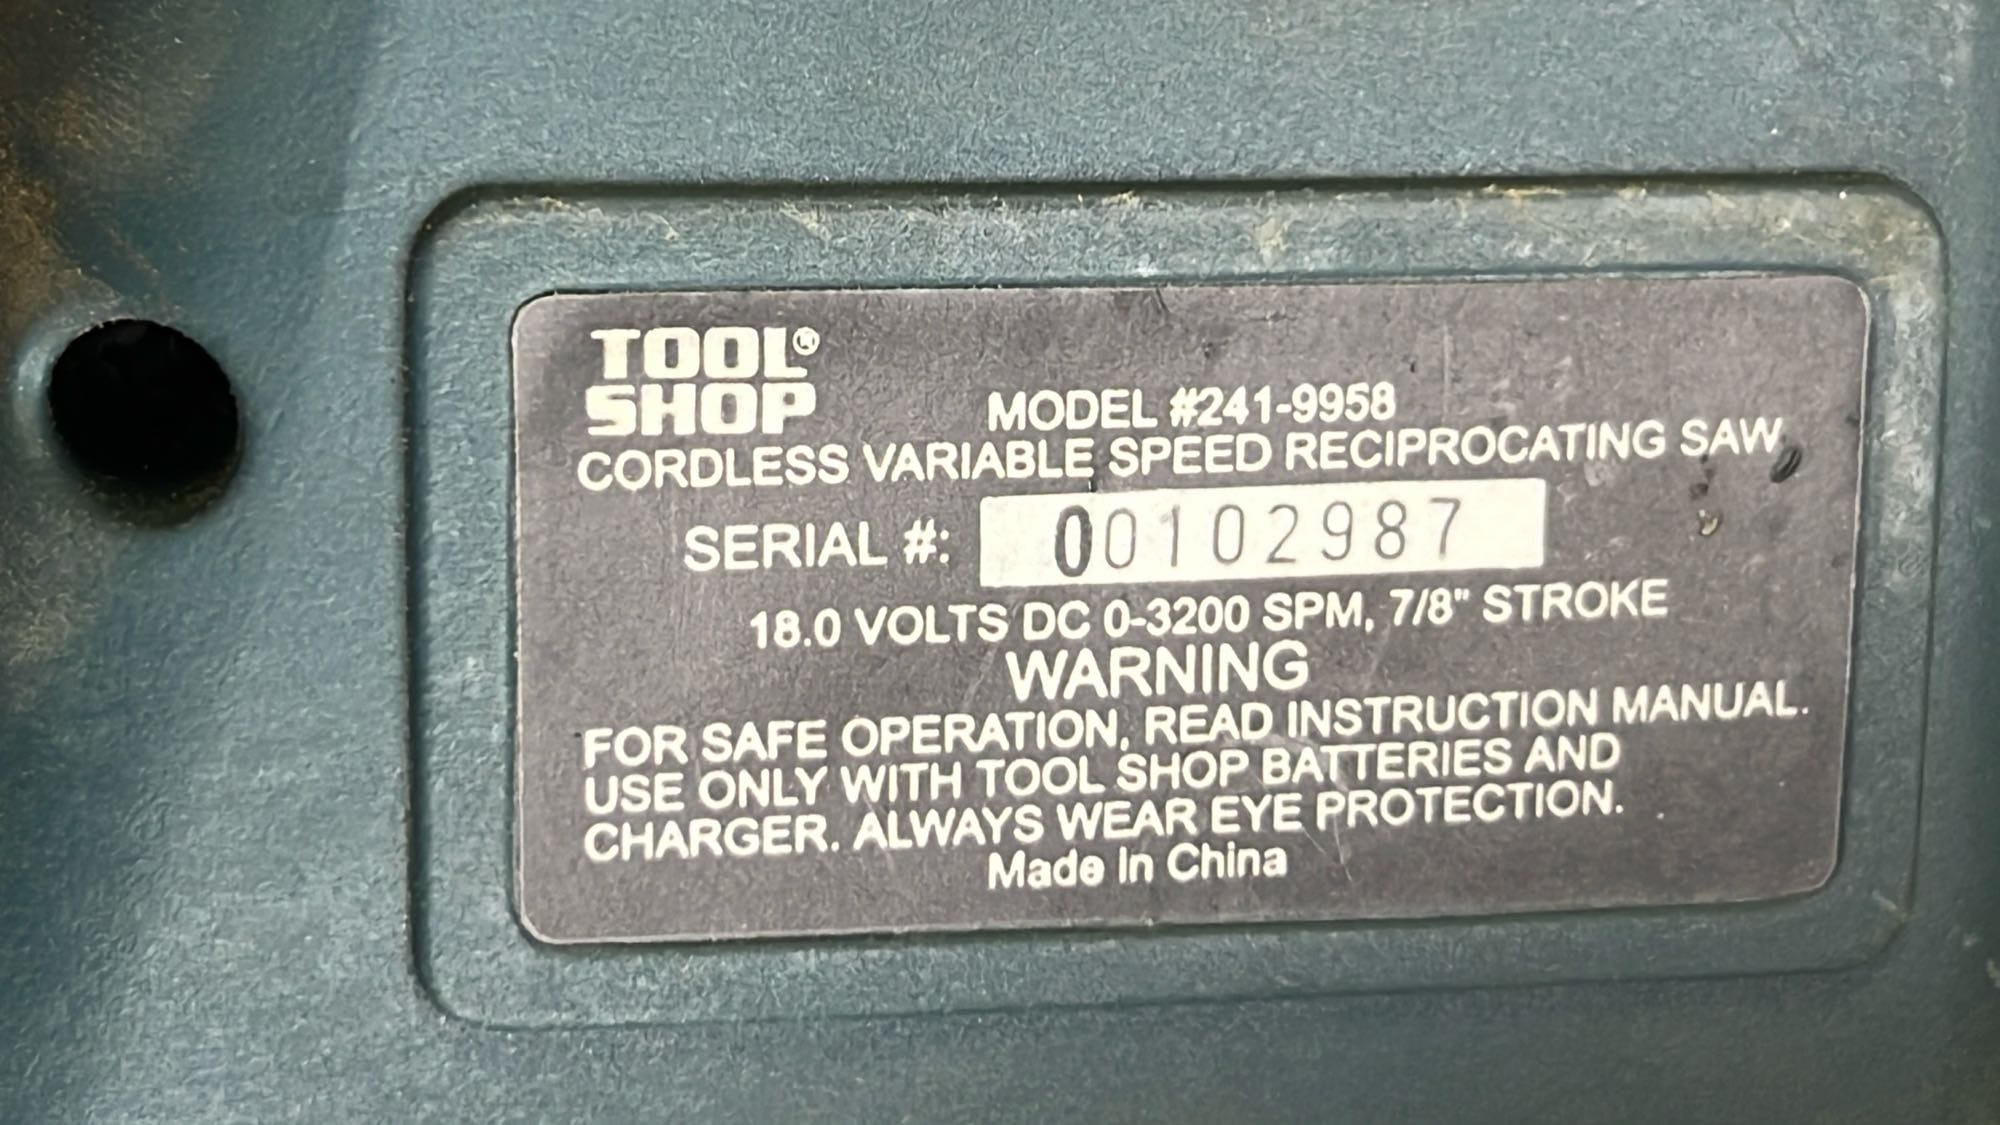 TOOL®
SHOP
MODEL #241-9958
CORDLESS VARIABLE SPEED RECIPROCATING SAW
SERIAL #: 00102987
18.0 VOLTS DC 0-3200 SPM, 7/8" STROKE
WARNING
FOR SAFE OPERATION, READ INSTRUCTION MANUAL.
USE ONLY WITH TOOL SHOP BATTERIES AND
CHARGER. ALWAYS WEAR EYE PROTECTION.
Made In China